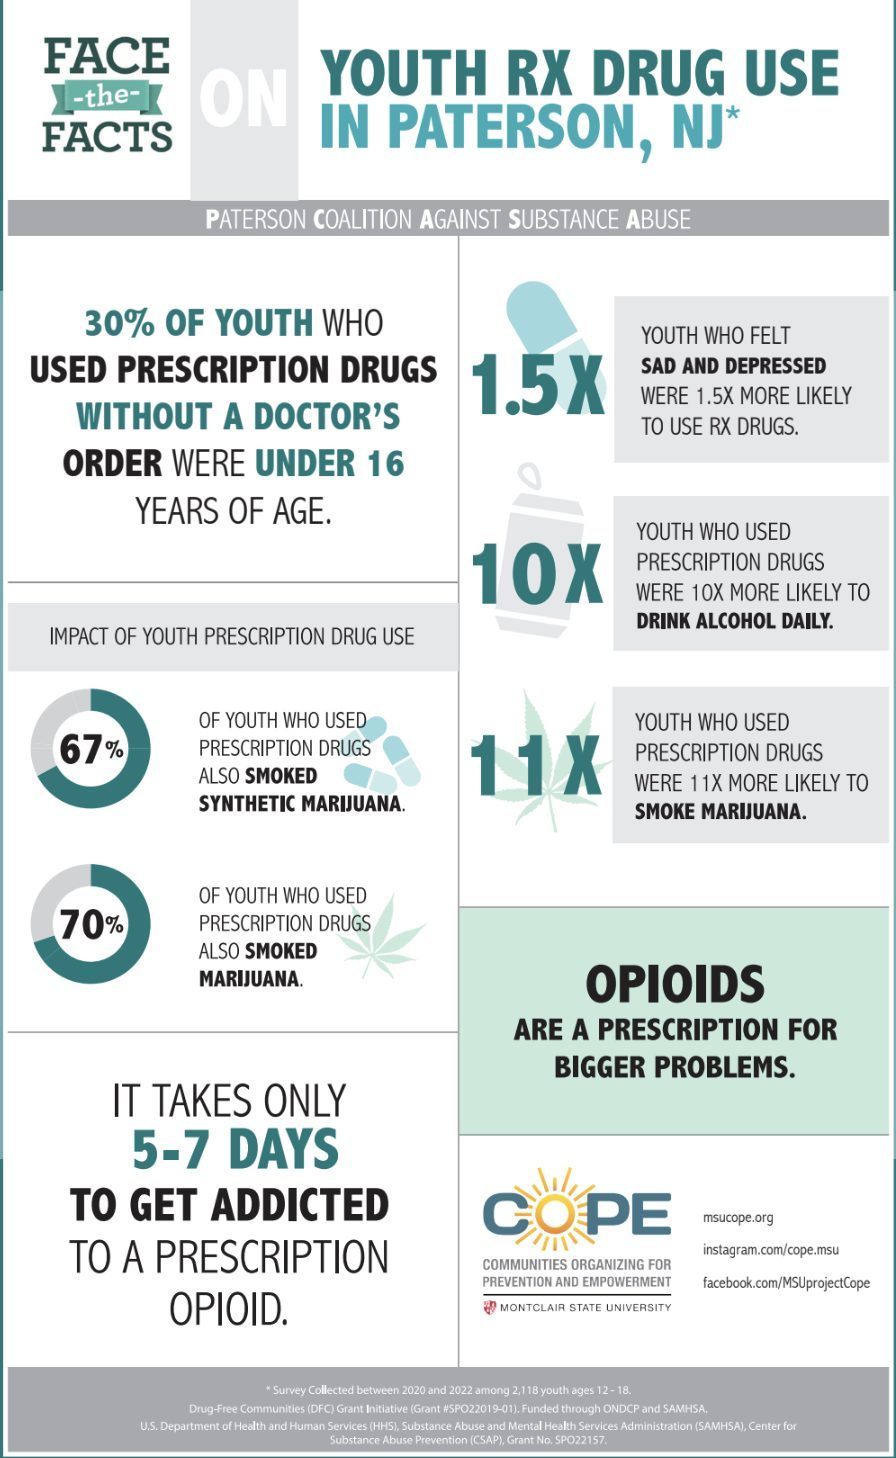 FACE
-the-
FACTS
ON
YOUTH RX DRUG USE
IN PATERSON, NJ*
PATERSON COALITION AGAINST SUBSTANCE ABUSE
30% OF YOUTH WHO
USED PRESCRIPTION DRUGS
WITHOUT A DOCTOR'S
ORDER WERE UNDER 16
YEARS OF AGE.
IMPACT OF YOUTH PRESCRIPTION DRUG USE
67%
OF YOUTH WHO USED
PRESCRIPTION DRUGS
ALSO SMOKED
SYNTHETIC MARIJUANA.
70%
OF YOUTH WHO USED
PRESCRIPTION DRUGS
ALSO SMOKED
MARIJUANA.
IT TAKES ONLY
5-7 DAYS
TO GET ADDICTED
TO A PRESCRIPTION
OPIOID.
1.5X
YOUTH WHO FELT
SAD AND DEPRESSED
WERE 1.5X MORE LIKELY
TO USE RX DRUGS.
10X
YOUTH WHO USED
PRESCRIPTION DRUGS
WERE 10X MORE LIKELY TO
DRINK ALCOHOL DAILY.
11X
YOUTH WHO USED
PRESCRIPTION DRUGS
WERE 11X MORE LIKELY TO
SMOKE MARIJUANA.
OPIOIDS
ARE A PRESCRIPTION FOR
BIGGER PROBLEMS.
COPE
COMMUNITIES ORGANIZING FOR
PREVENTION AND EMPOWERMENT
MONTCLAIR STATE UNIVERSITY
msucope.org
instagram.com/cope.msu
facebook.com/MSUprojectCope
* Survey Collected between 2020 and 2022 among 2,118 youth ages 12 - 18.
Drug-Free Communities (DFC) Grant Initiative (Grant #SPO22019-01). Funded through ONDCP and SAMHSA.
U.S. Department of Health and Human Services (HHS), Substance Abuse and Mental Health Services Administration (SAMHSA), Center for
Substance Abuse Prevention (CSAP), Grant No. SPO22157.